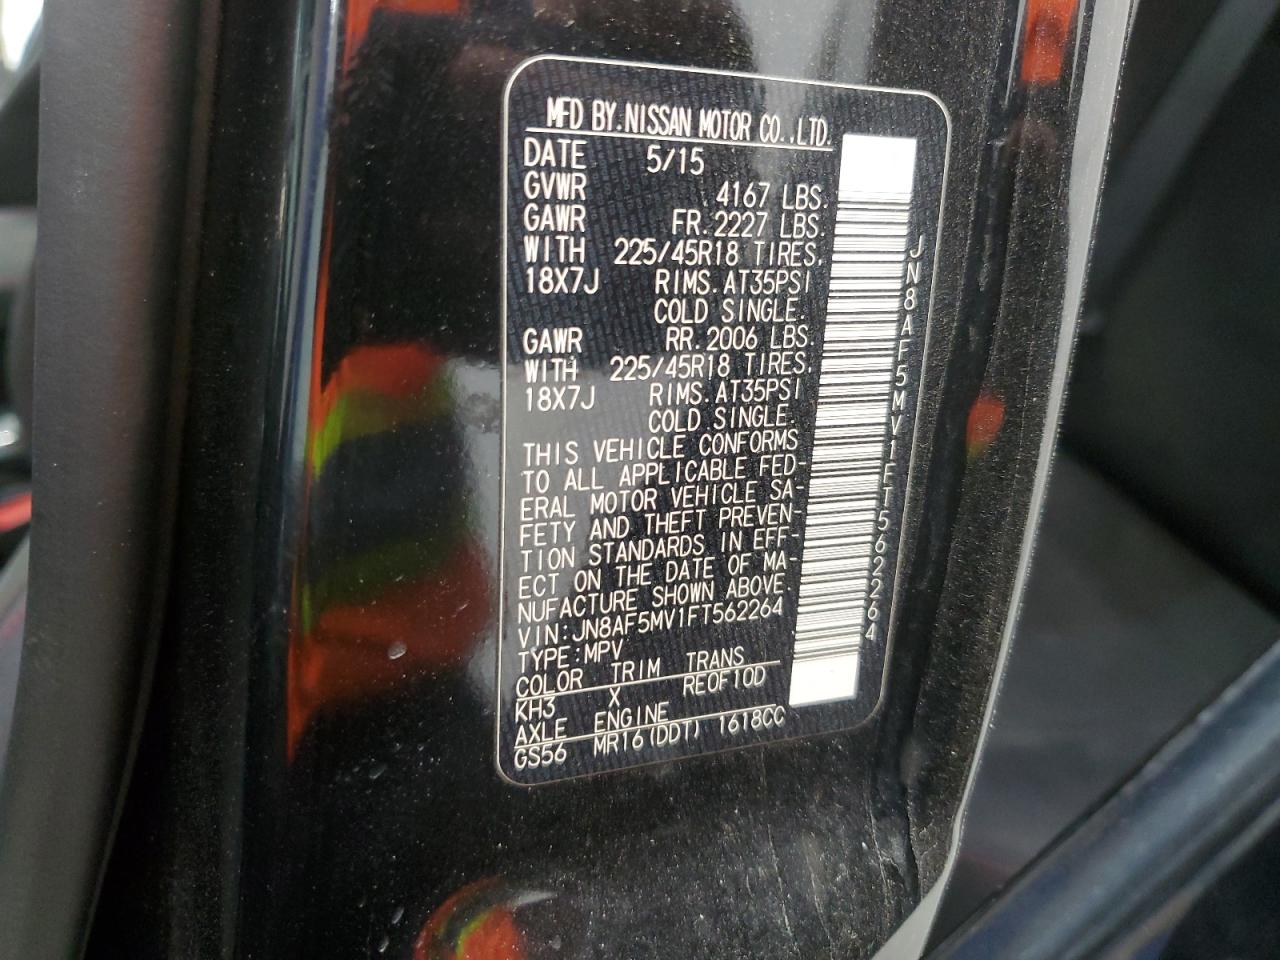 MFD BY.NISSAN MOTOR CO.,LTD.
DATE 5/15
GVWR 4167 LBS.
GAWR FR.2227 LBS.
WITH 225/45R18 TIRES,
18X7J RIMS.AT35PSI
COLD SINGLE.
GAWR RR.2006 LBS.
WITH 225/45R18 TIRES,
18X7J RIMS.AT35PSI
COLD SINGLE.
THIS VEHICLE CONFORMS
TO ALL APPLICABLE FED-
ERAL MOTOR VEHICLE SA-
FETY AND THEFT PREVEN-
TION STANDARDS IN EFF-
ECT ON THE DATE OF MA-
NUFACTURE SHOWN ABOVE.
VIN:JN8AF5MV1FT562264
TYPE:MPV
COLOR TRIM TRANS
KH3 X REOF10D
AXLE ENGINE
GS56 MR16(DDT) 1618CC
JN8AF5MV1FT562264